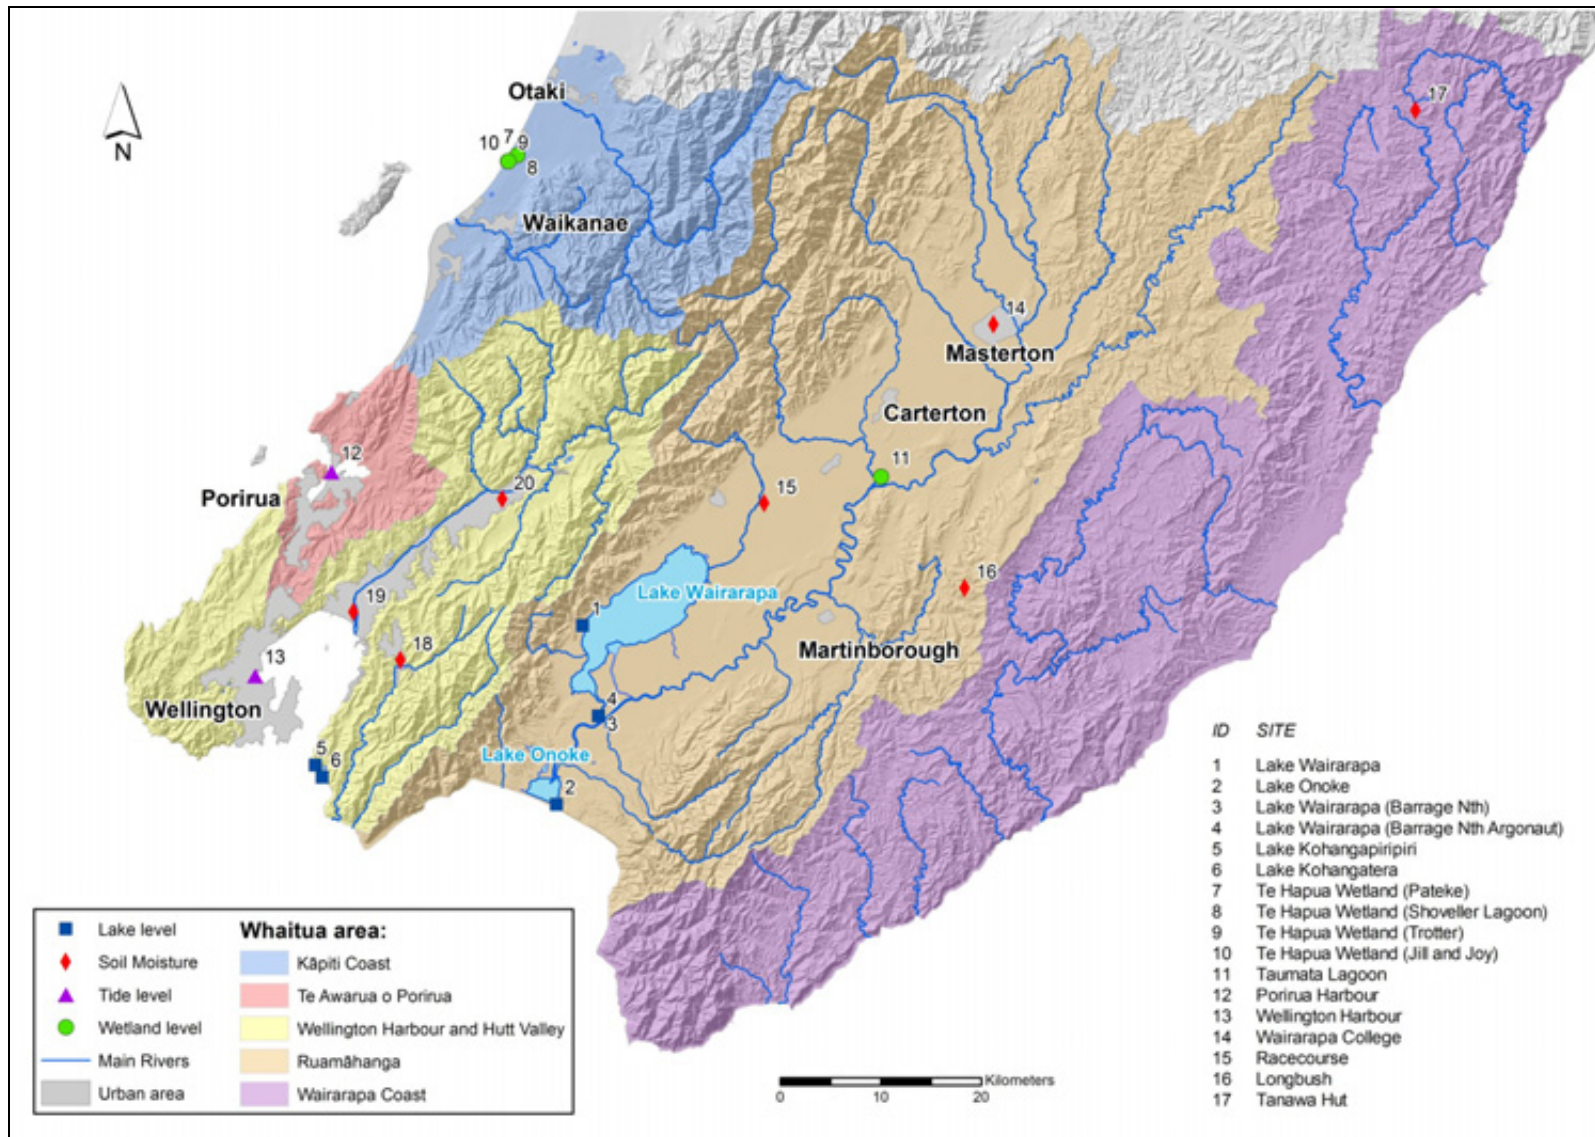 Otaki
10 7 9
8
Waikanae
17
14
Masterton
Carterton
12
Porirua
11
20
15
19
Lake Wairarapa
16
1
18
13
Martinborough
Wellington
4
3
5
6
Lake Onoke
2
N
ID SITE
1 Lake Wairarapa
2 Lake Onoke
3 Lake Wairarapa (Barrage Nth)
4 Lake Wairarapa (Barrage Nth Argonaut)
5 Lake Kohangapiripiri
6 Lake Kohangatera
7 Te Hapua Wetland (Pateke)
8 Te Hapua Wetland (Shoveller Lagoon)
9 Te Hapua Wetland (Trotter)
10 Te Hapua Wetland (Jill and Joy)
11 Taumata Lagoon
12 Porirua Harbour
13 Wellington Harbour
14 Wairarapa College
15 Racecourse
16 Longbush
17 Tanawa Hut
Lake level
Soil Moisture
Tide level
Wetland level
Main Rivers
Urban area
Whaitua area:
Kāpiti Coast
Te Awarua o Porirua
Wellington Harbour and Hutt Valley
Ruamāhanga
Wairarapa Coast
Kilometers
0 10 20